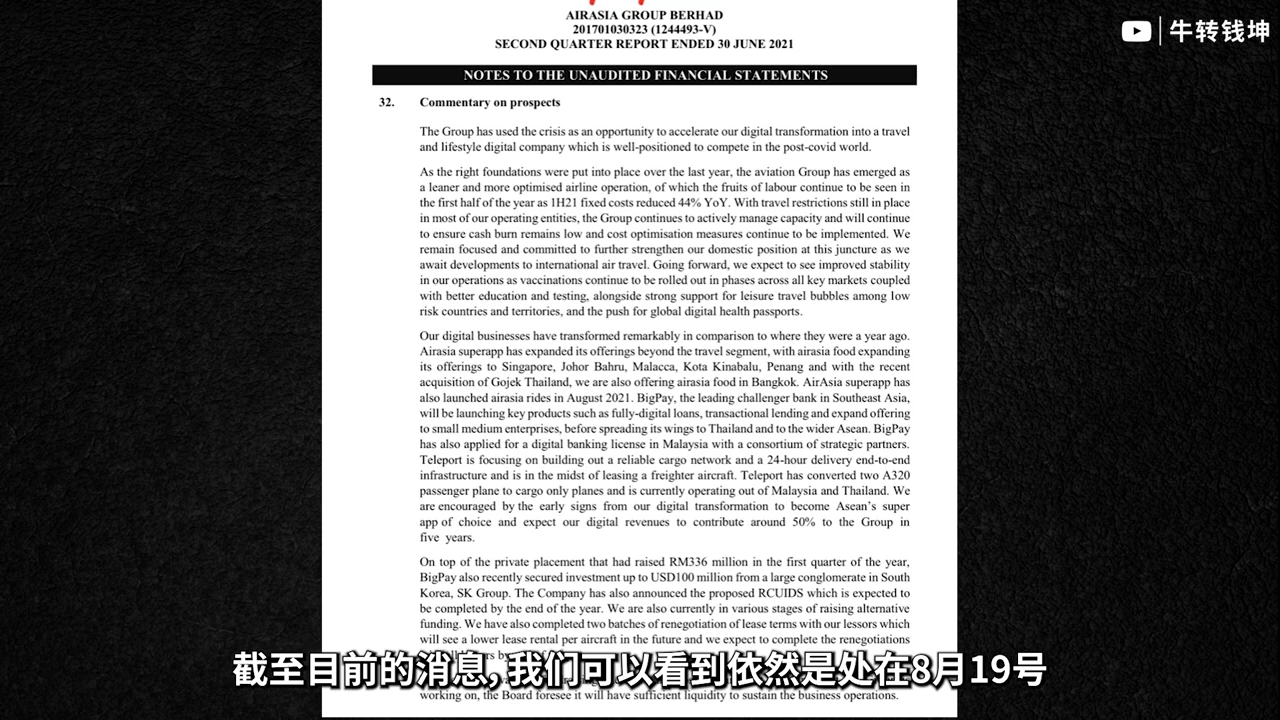 AIRASIA GROUP BERHAD
201701030323 (1244493-V)
SECOND QUARTER REPORT ENDED 30 JUNE 2021
牛转钱坤
NOTES TO THE UNAUDITED FINANCIAL STATEMENTS
32. Commentary on prospects
The Group has used the crisis as an opportunity to accelerate our digital transformation into a travel
and lifestyle digital company which is well-positioned to compete in the post-covid world.
As the right foundations were put into place over the last year, the aviation Group has emerged as
a leaner and more optimised airline operation, of which the fruits of labour continue to be seen in
the first half of the year as 1H21 fixed costs reduced 44% YoY. With travel restrictions still in place
in most of our operating entities, the Group continues to actively manage capacity and will continue
to ensure cash burn remains low and cost optimisation measures continue to be implemented. We
remain focused and committed to further strengthen our domestic position at this juncture as we
await developments to international air travel. Going forward, we expect to see improved stability
in our operations as vaccinations continue to be rolled out in phases across all key markets coupled
with better education and testing, alongside strong support for leisure travel bubbles among low
risk countries and territories, and the push for global digital health passports.
Our digital businesses have transformed remarkably in comparison to where they were a year ago.
Airasia superapp has expanded its offerings beyond the travel segment, with airasia food expanding
its offerings to Singapore, Johor Bahru, Malacca, Kota Kinabalu, Penang and with the recent
acquisition of Gojek Thailand, we are also offering airasia food in Bangkok. AirAsia superapp has
also launched airasia rides in August 2021. BigPay, the leading challenger bank in Southeast Asia,
will be launching key products such as fully-digital loans, transactional lending and expand offering
to small medium enterprises, before spreading its wings to Thailand and to the wider Asean. BigPay
has also applied for a digital banking license in Malaysia with a consortium of strategic partners.
Teleport is focusing on building out a reliable cargo network and a 24-hour delivery end-to-end
infrastructure and is in the midst of leasing a freighter aircraft. Teleport has converted two A320
passenger plane to cargo only planes and is currently operating out of Malaysia and Thailand. We
are encouraged by the early signs from our digital transformation to become Asean's super
app of choice and expect our digital revenues to contribute around 50% to the Group in
five years.
On top of the private placement that had raised RM336 million in the first quarter of the year,
BigPay also recently secured investment up to USD100 million from a large conglomerate in South
Korea, SK Group. The Company has also announced the proposed RCUIDS which is expected to
be completed by the end of the year. We are also currently in various stages of raising alternative
funding. We have also completed two batches of renegotiation of lease terms with our lessors which
will see a lower lease rental per aircraft in the future and we expect to complete the renegotiations
截至目前的消息,我们可以看到依然是处在8月19号
working on, the Board foresee it will have sufficient liquidity to sustain the business operations.